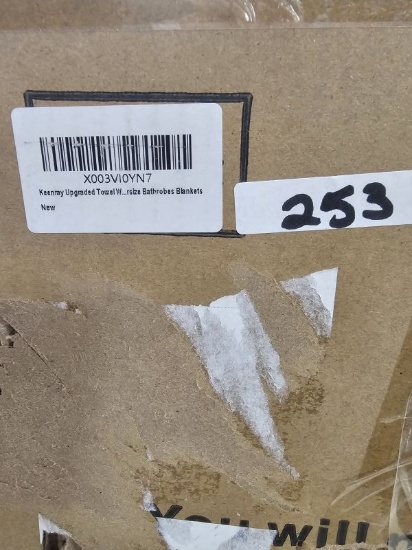 X003VI0YN7
Keenray Upgraded Towel W...rsize Bathrobes Blankets
New
253
You will